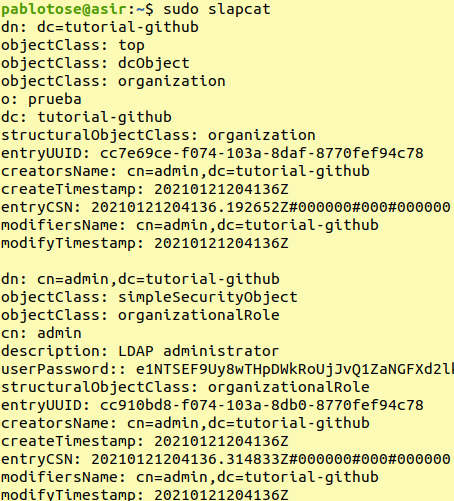 pablotose@asir:~$ sudo slapcat
dn: dc=tutorial-github
objectClass: top
objectClass: dcObject
objectClass: organization
o: prueba
dc: tutorial-github
structuralObjectClass: organization
entryUUID: cc7e69ce-f074-103a-8daf-8770fef94c78
creatorsName: cn=admin,dc=tutorial-github
createTimestamp: 20210121204136Z
entryCSN: 20210121204136.192652Z#000000#000#000000
modifiersName: cn=admin,dc=tutorial-github
modifyTimestamp: 20210121204136Z

dn: cn=admin,dc=tutorial-github
objectClass: simpleSecurityObject
objectClass: organizationalRole
cn: admin
description: LDAP administrator
userPassword:: e1NTSEF9Uy8wTHpDWkRoUjJvQ1ZaNGFXd2lk
structuralObjectClass: organizationalRole
entryUUID: cc910bd8-f074-103a-8db0-8770fef94c78
creatorsName: cn=admin,dc=tutorial-github
createTimestamp: 20210121204136Z
entryCSN: 20210121204136.314833Z#000000#000#000000
modifiersName: cn=admin,dc=tutorial-github
modifyTimestamp: 20210121204136Z